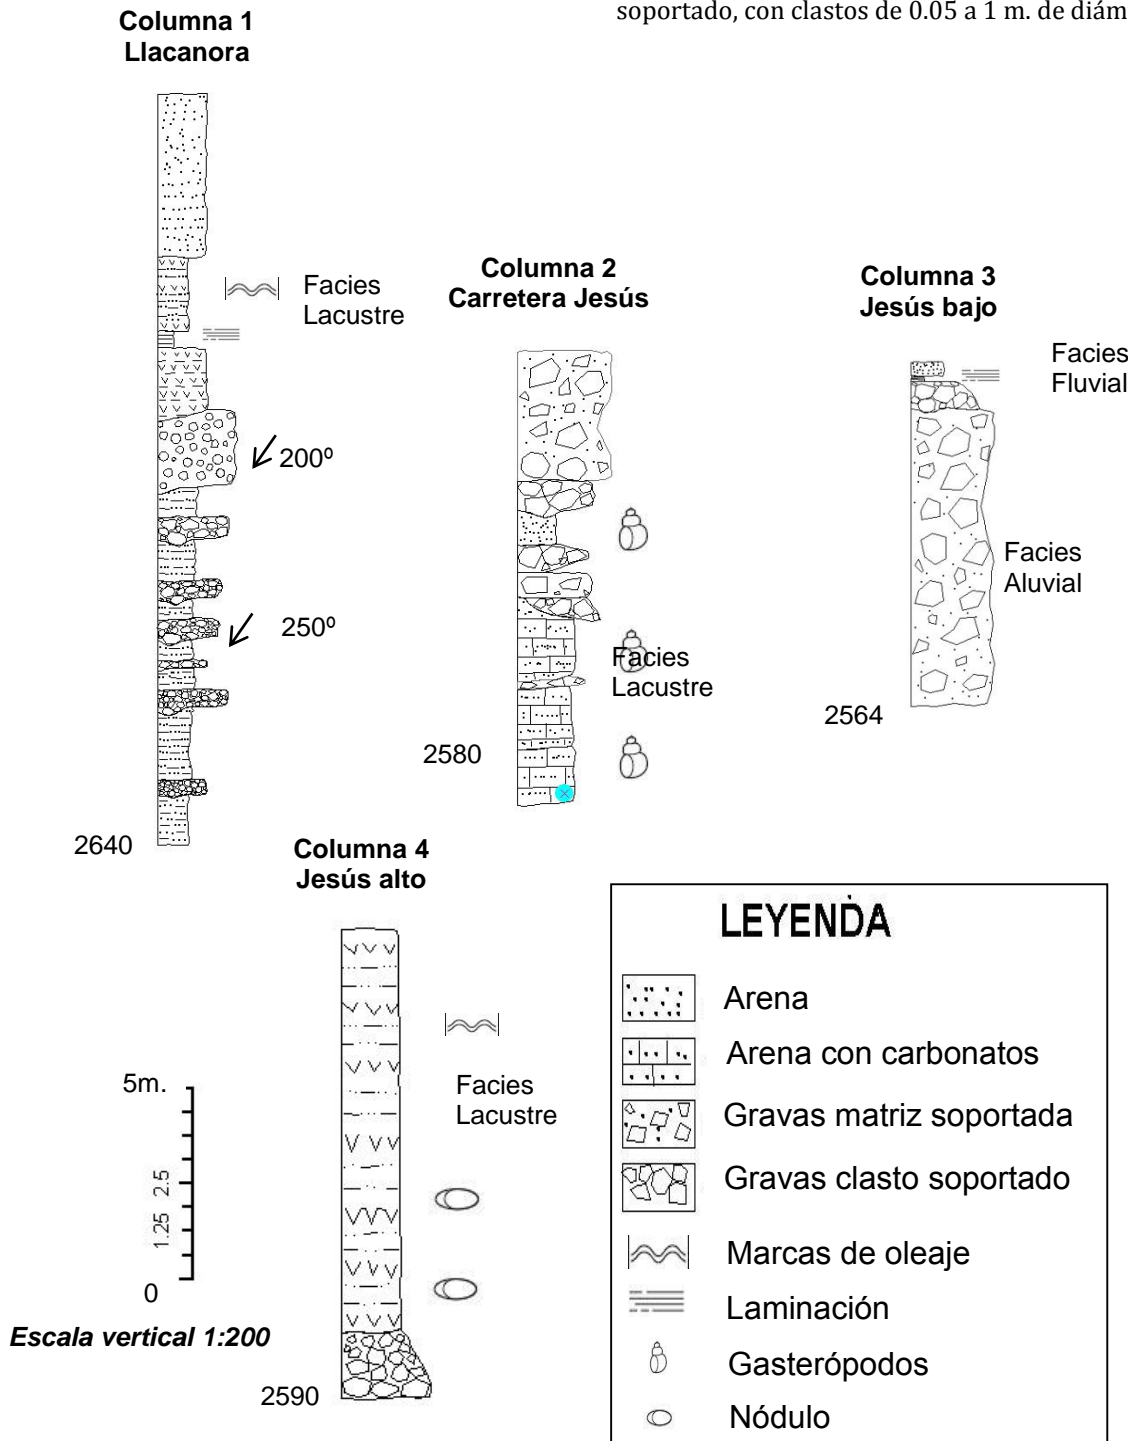 soportado, con clastos de 0.05 a 1 m. de diám
Columna 1
Llacanora
Facies
Lacustre
200º
250º
2640
Columna 2
Carretera Jesús
Facies
Lacustre
2580
Columna 3
Jesús bajo
Facies
Fluvial
Facies
Aluvial
2564
Columna 4
Jesús alto
Facies
Lacustre
2590
5m.
2.5
1.25
0
Escala vertical 1:200
LEYENDA
Arena
Arena con carbonatos
Gravas matriz soportada
Gravas clasto soportado
Marcas de oleaje
Laminación
Gasterópodos
Nódulo